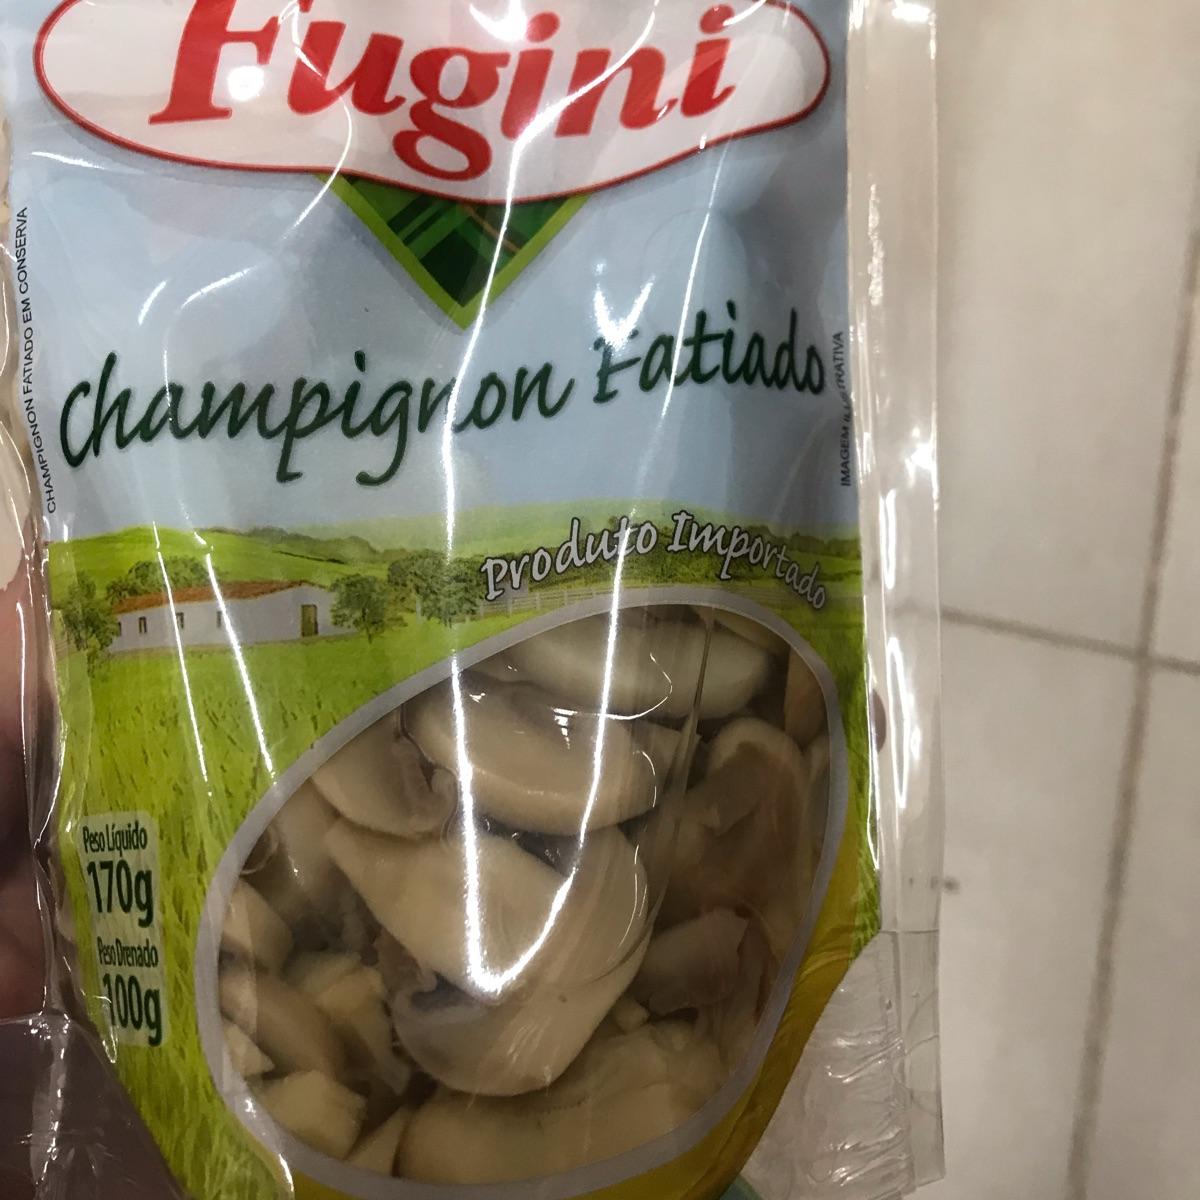 Fugini
CHAMPIGNON FATIADO EM CONSERVA
Champignon Fatiado
IMAGEM ILUSTRATIVA
Produto Importado
Peso Líquido
170g
Peso Drenado
100g